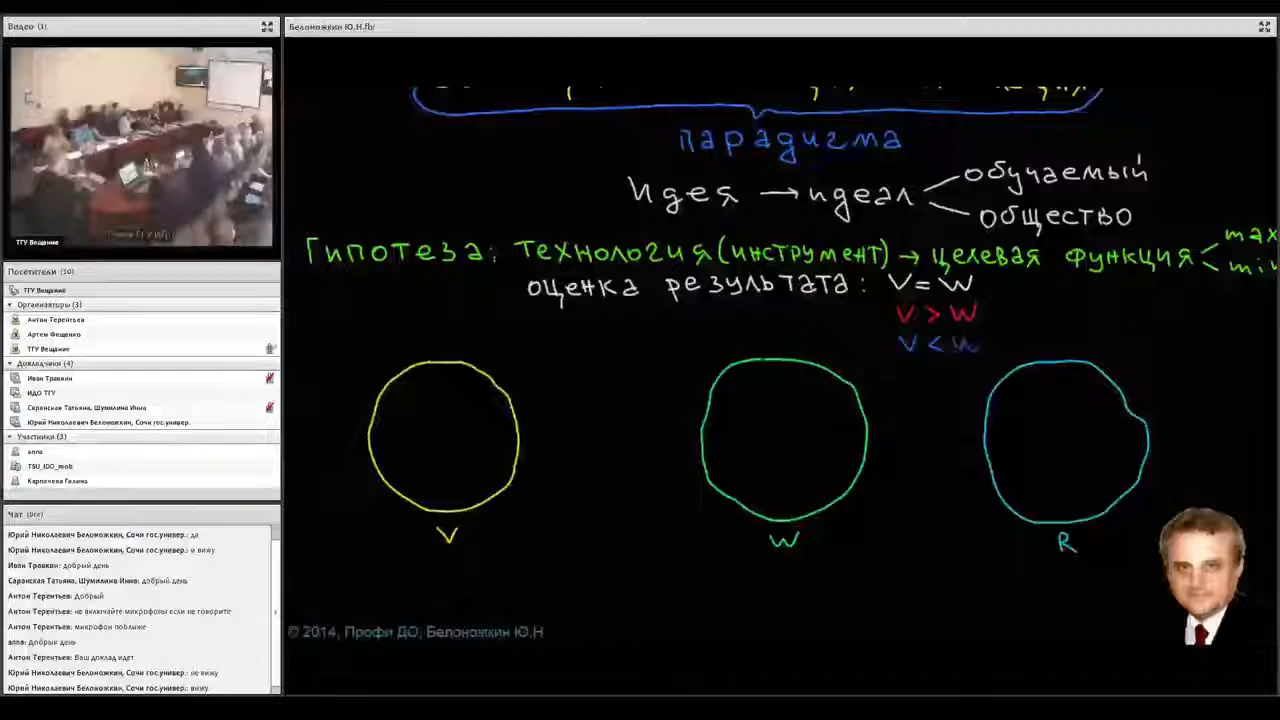 Видео (1)
ТГУ Вещание
Посетители (10)
ТГУ Вещание
Организаторы (3)
Антон Терентьев
Артем Фещенко
ТГУ Вещание
Докладчики (4)
Иван Травкин
ИДО ТГУ
Саранская Татьяна, Шумилина Инна
Юрий Николаевич Белоножкин, Сочи гос.универ.
Участники (3)
anna
TSU_IDO_mob
Карпачева Галина
Чат (Все)
Юрий Николаевич Белоножкин, Сочи гос.универ.: да
Юрий Николаевич Белоножкин, Сочи гос.универ.: и вижу
Иван Травкин: добрый день
Саранская Татьяна, Шумилина Инна: добрый день
Антон Терентьев: Добрый
Антон Терентьев: не включайте микрофоны если не говорите
Антон Терентьев: микрофон поближе
anna: Добрый день
Антон Терентьев: Ваш доклад идет
Юрий Николаевич Белоножкин, Сочи гос.универ.: не вижу
Юрий Николаевич Белоножкин, Сочи гос.универ.: вижу
Белоножкин Ю.Н.flv
парадигма
Идея → идеал
обучаемый
общество
Гипотеза: технология (инструмент) → целевая функция
max
оценка результата: V = W
V > W
V < W
V
W
R
© 2014, Профи ДО, Белоножкин Ю.Н